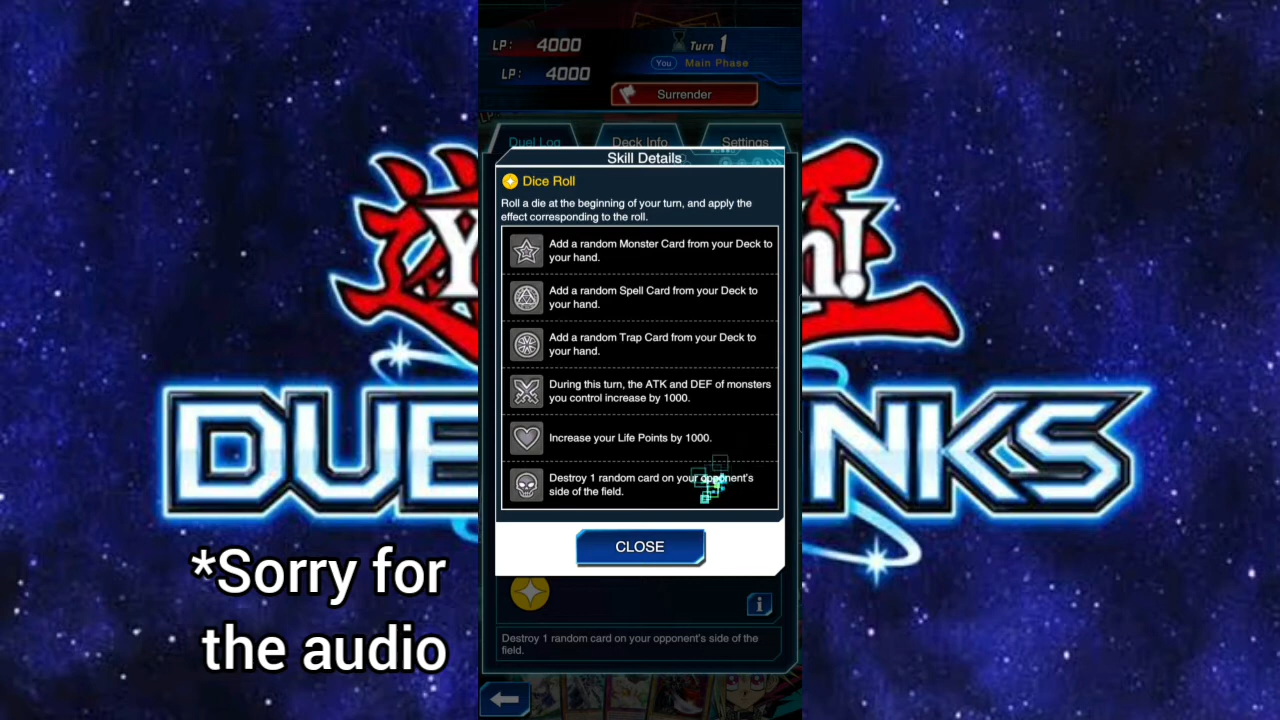 LP: 4000
Turn 1
LP: 4000
You Main Phase
Surrender
Duel Log Deck Info Settings
Skill Details
Dice Roll
Roll a die at the beginning of your turn, and apply the
effect corresponding to the roll.
Add a random Monster Card from your Deck to
your hand.
Add a random Spell Card from your Deck to
your hand.
Add a random Trap Card from your Deck to
your hand.
During this turn, the ATK and DEF of monsters
you control increase by 1000.
Increase your Life Points by 1000.
Destroy 1 random card on your opponent's
side of the field.
CLOSE
Destroy 1 random card on your opponent's side of the
field.
*Sorry for
the audio